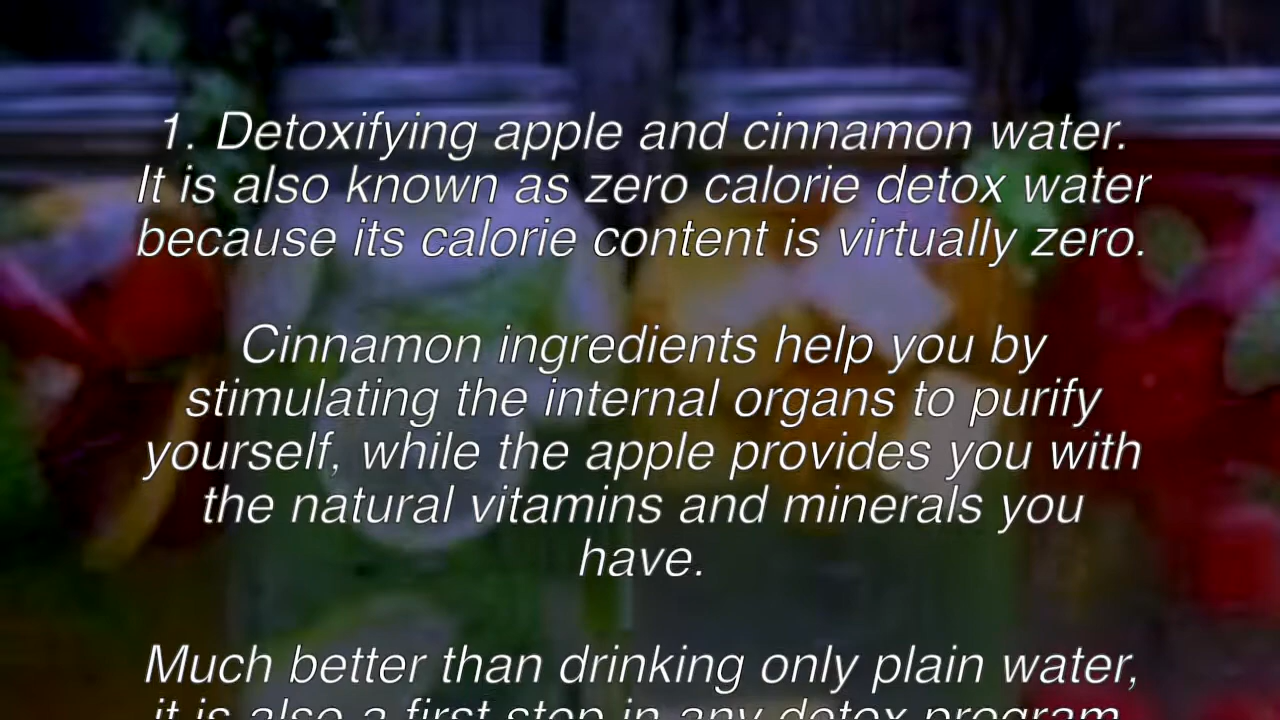 1. Detoxifying apple and cinnamon water.
It is also known as zero calorie detox water
because its calorie content is virtually zero.
Cinnamon ingredients help you by
stimulating the internal organs to purify
yourself, while the apple provides you with
the natural vitamins and minerals you
have.
Much better than drinking only plain water,
it is also a first step in any detox program